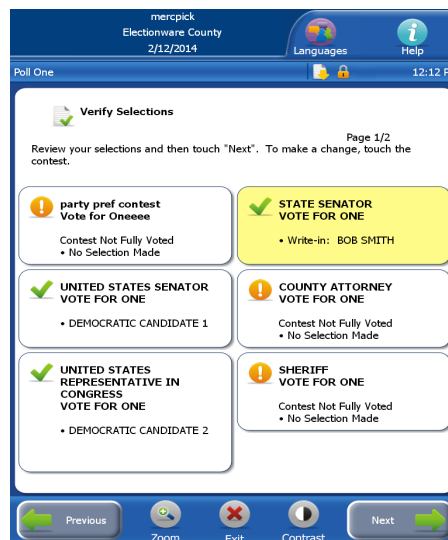 mercpick
Electionware County
2/12/2014
Languages
Help
Poll One
12:12 P
Verify Selections
Page 1/2
Review your selections and then touch "Next". To make a change, touch the
contest.
party pref contest
Vote for Oneeee
Contest Not Fully Voted
• No Selection Made
STATE SENATOR
VOTE FOR ONE
• Write-in: BOB SMITH
UNITED STATES SENATOR
VOTE FOR ONE
• DEMOCRATIC CANDIDATE 1
COUNTY ATTORNEY
VOTE FOR ONE
Contest Not Fully Voted
• No Selection Made
UNITED STATES
REPRESENTATIVE IN
CONGRESS
VOTE FOR ONE
• DEMOCRATIC CANDIDATE 2
SHERIFF
VOTE FOR ONE
Contest Not Fully Voted
• No Selection Made
Previous
Zoom
Exit
Contrast
Next